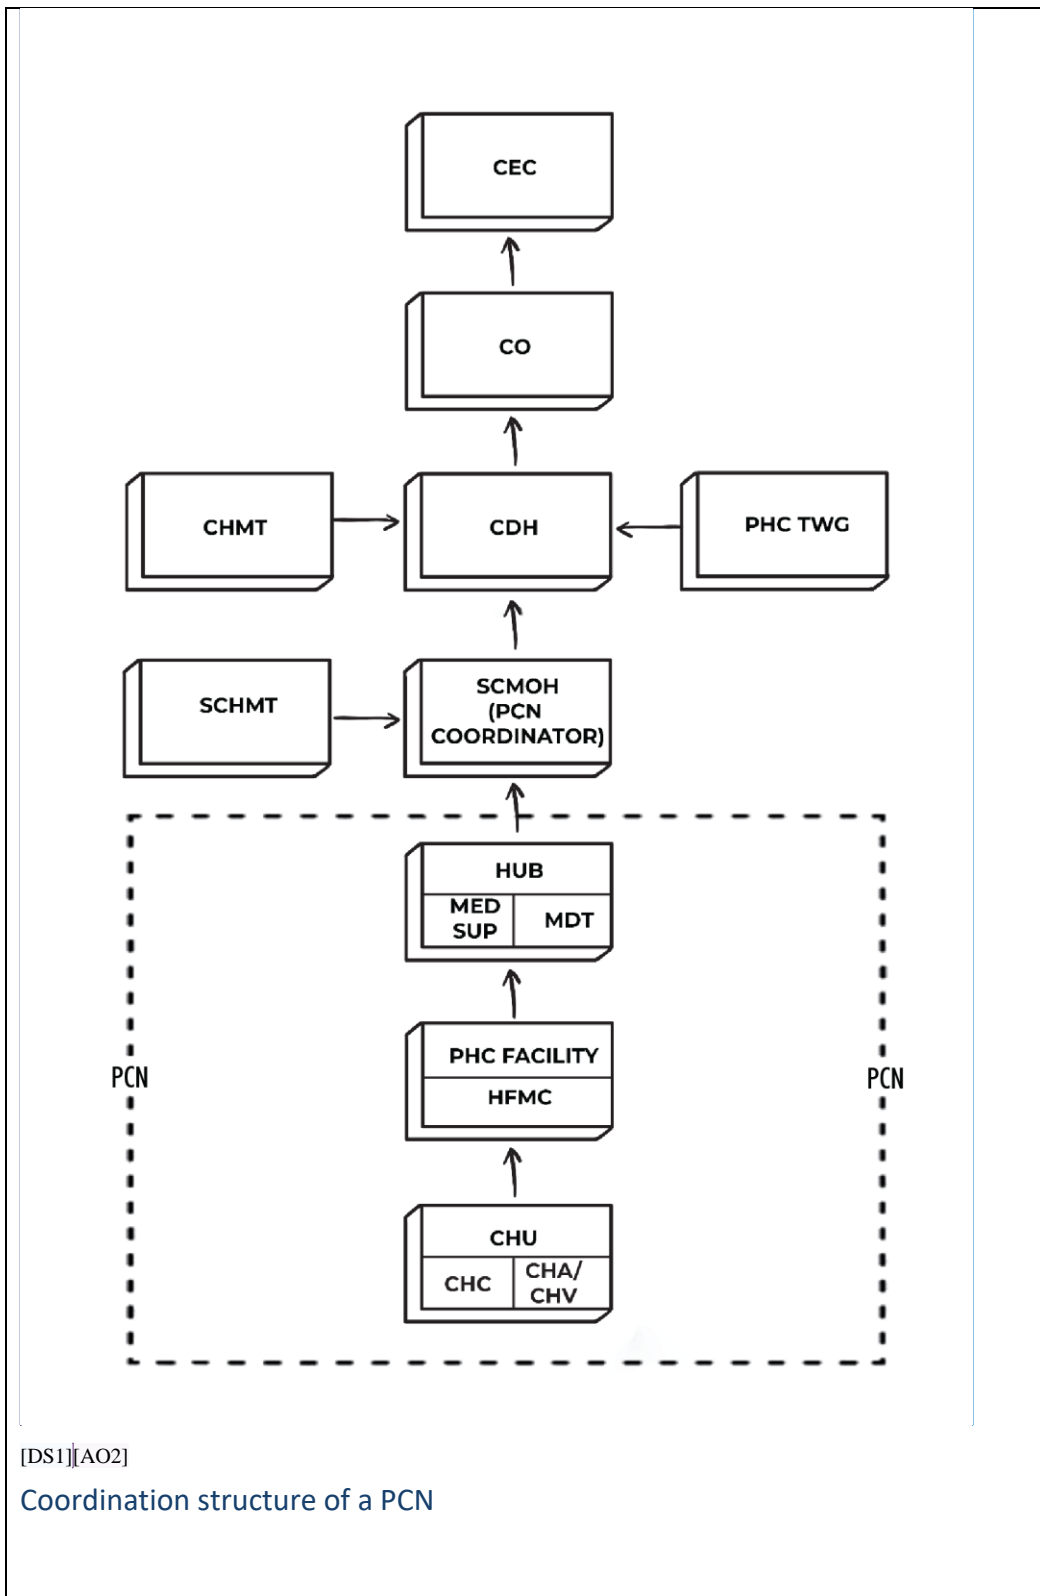 CEC
CO
CHMT
CDH
PHC TWG
SCHMT
SCMOH
(PCN
COORDINATOR)
HUB
MED
SUP
MDT
PHC FACILITY
HFMC
PCN
PCN
CHU
CHC
CHA/
CHV
[DS1][AO2]
Coordination structure of a PCN